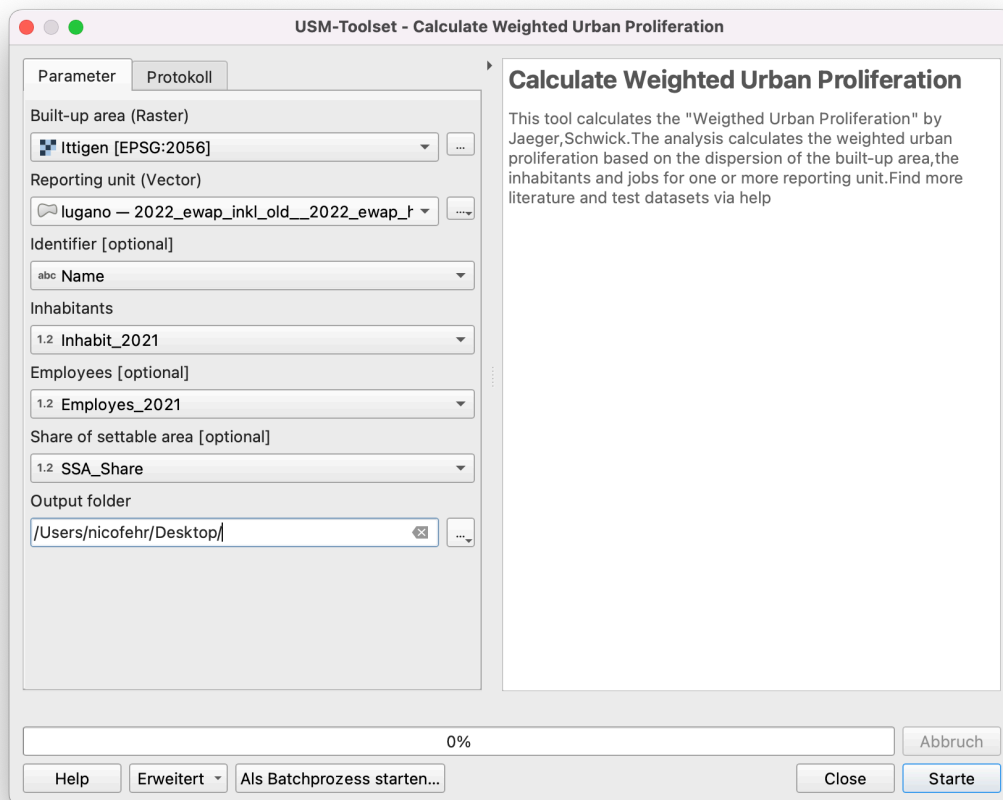 USM-Toolset - Calculate Weighted Urban Proliferation
Parameter
Protokoll
Built-up area (Raster)
Ittigen [EPSG:2056]
...
Reporting unit (Vector)
lugano — 2022_ewap_inkl_old__2022_ewap_h
...
Identifier [optional]
abc Name
Inhabitants
1.2 Inhabit_2021
Employees [optional]
1.2 Employes_2021
Share of settable area [optional]
1.2 SSA_Share
Output folder
/Users/nicofehr/Desktop/
...
Calculate Weighted Urban Proliferation
This tool calculates the "Weigthed Urban Proliferation" by
Jaeger,Schwick.The analysis calculates the weighted urban
proliferation based on the dispersion of the built-up area,the
inhabitants and jobs for one or more reporting unit.Find more
literature and test datasets via help
0%
Abbruch
Help
Erweitert
Als Batchprozess starten...
Close
Starte